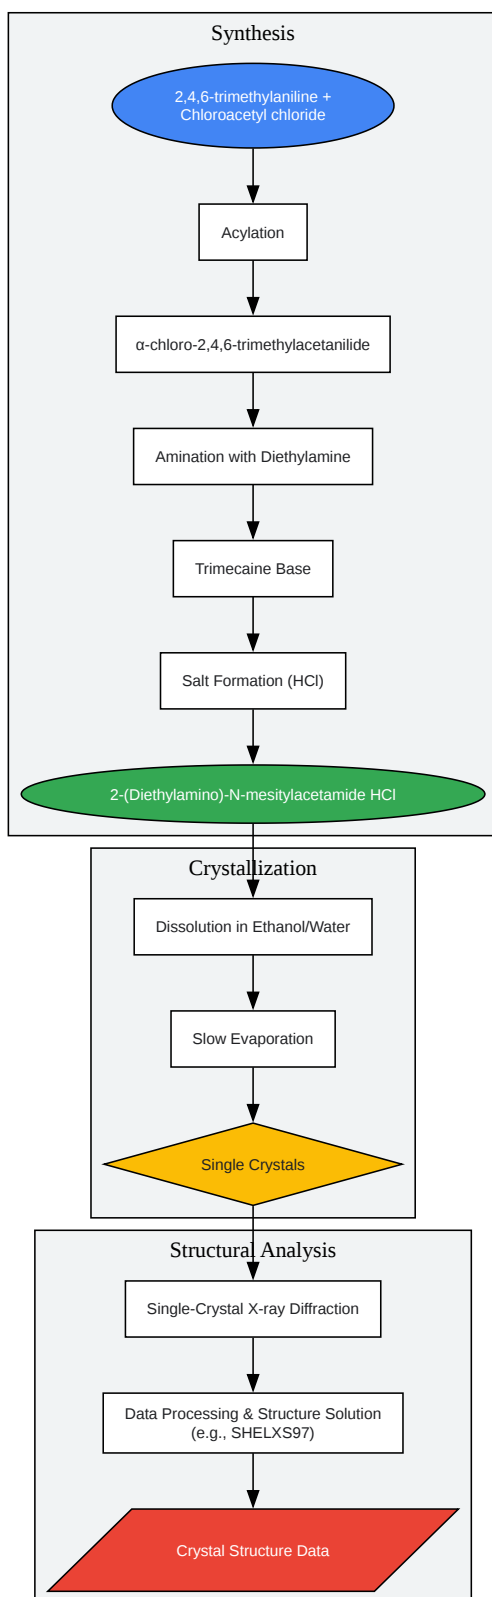 Synthesis
2,4,6-trimethylaniline +
Chloroacetyl chloride
Acylation
α-chloro-2,4,6-trimethylacetanilide
Amination with Diethylamine
Trimecaine Base
Salt Formation (HCl)
2-(Diethylamino)-N-mesitylacetamide HCl
Crystallization
Dissolution in Ethanol/Water
Slow Evaporation
Single Crystals
Structural Analysis
Single-Crystal X-ray Diffraction
Data Processing & Structure Solution
(e.g., SHELXS97)
Crystal Structure Data